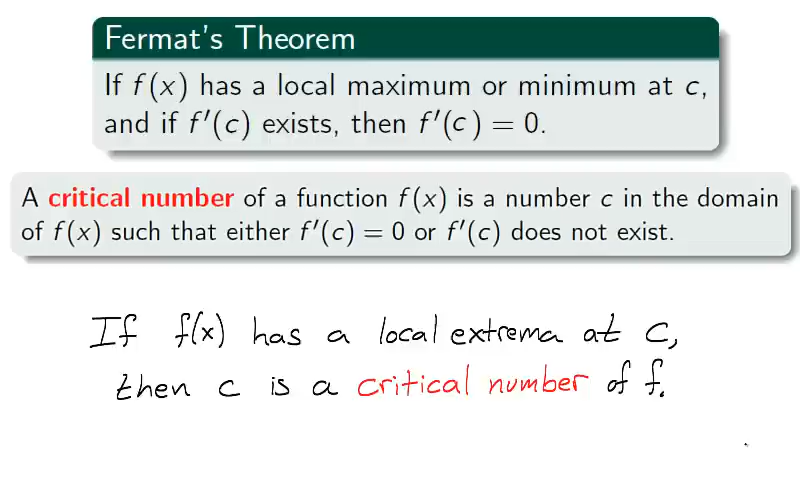 Fermat's Theorem
If f(x) has a local maximum or minimum at c,
and if f′(c) exists, then f′(c) = 0.
A critical number of a function f(x) is a number c in the domain
of f(x) such that either f′(c) = 0 or f′(c) does not exist.
If f(x) has a local extrema at c,
then c is a critical number of f.